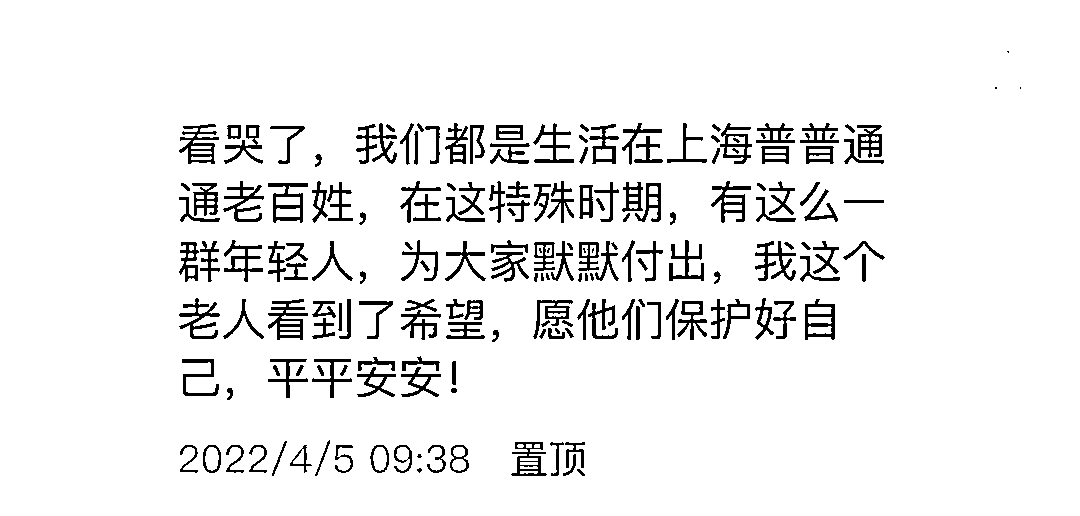 看哭了，我们都是生活在上海普普通
通老百姓，在这特殊时期，有这么一
群年轻人，为大家默默付出，我这个
老人看到了希望，愿他们保护好自
己，平平安安！
2022/4/5 09:38 置顶